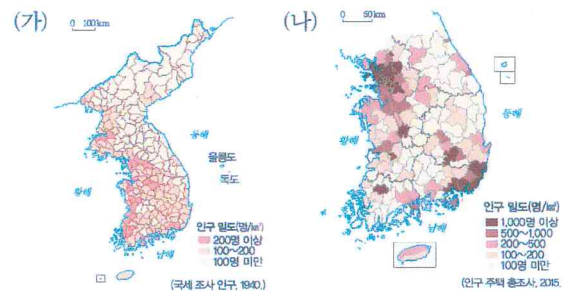 (가)
0 100km
동해
울릉도
독도
황해
남해
인구 밀도(명/㎢)
200명 이상
100~200
100명 미만
(국세 조사 인구, 1940.)
(나)
0 50km
동해
황해
남해
인구 밀도(명/㎢)
1,000명 이상
500~1,000
200~500
100~200
100명 미만
(인구 주택 총조사, 2015.